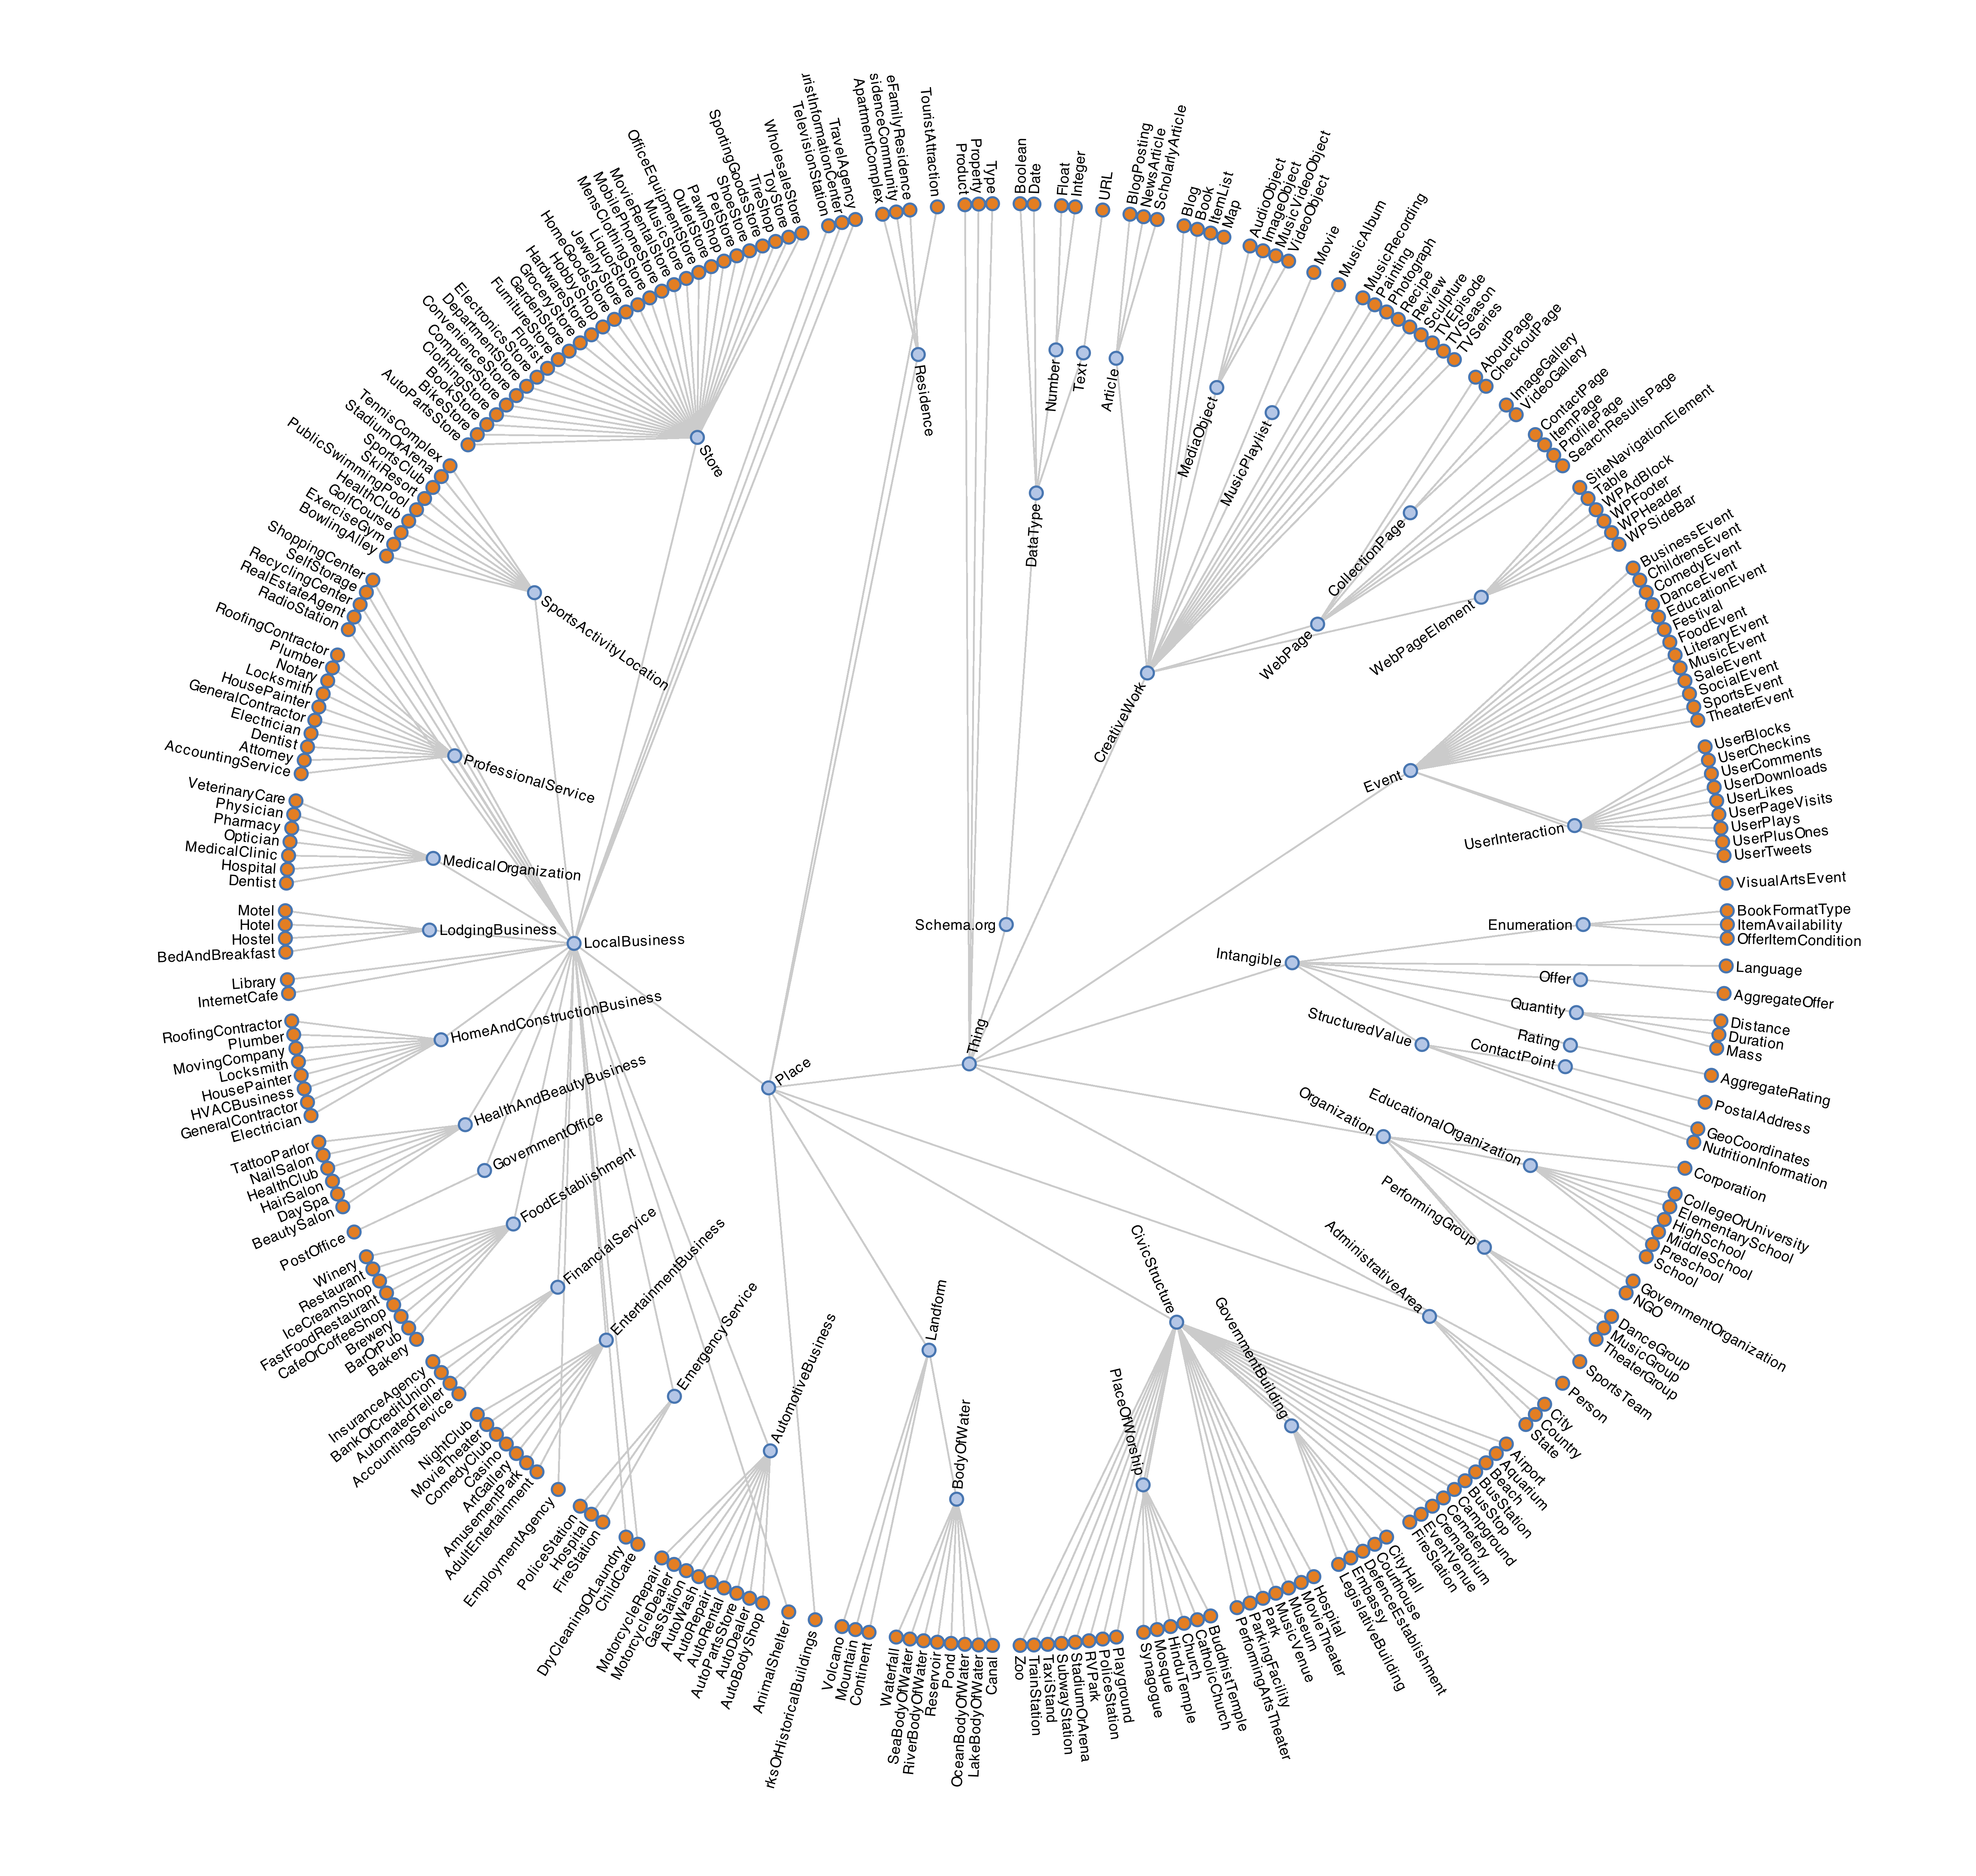 Schema.org
DataType
Boolean
Date
Number
Float
Integer
Text
URL
Thing
CreativeWork
Article
BlogPosting
NewsArticle
ScholarlyArticle
Blog
Book
ItemList
Map
MediaObject
AudioObject
ImageObject
MusicVideoObject
VideoObject
Movie
MusicPlaylist
MusicAlbum
MusicRecording
Painting
Photograph
Recipe
Review
Sculpture
TVEpisode
TVSeason
TVSeries
WebPage
AboutPage
CheckoutPage
CollectionPage
ImageGallery
VideoGallery
ContactPage
ItemPage
ProfilePage
SearchResultsPage
WebPageElement
SiteNavigationElement
Table
WPAdBlock
WPFooter
WPHeader
WPSideBar
Event
BusinessEvent
ChildrensEvent
ComedyEvent
DanceEvent
EducationEvent
Festival
FoodEvent
LiteraryEvent
MusicEvent
SaleEvent
SocialEvent
SportsEvent
TheaterEvent
UserInteraction
UserBlocks
UserCheckins
UserComments
UserDownloads
UserLikes
UserPageVisits
UserPlays
UserPlusOnes
UserTweets
VisualArtsEvent
Intangible
Enumeration
BookFormatType
ItemAvailability
OfferItemCondition
Language
Offer
AggregateOffer
Quantity
Distance
Duration
Mass
Rating
AggregateRating
StructuredValue
ContactPoint
PostalAddress
GeoCoordinates
NutritionInformation
Organization
Corporation
EducationalOrganization
CollegeOrUniversity
ElementarySchool
HighSchool
MiddleSchool
Preschool
School
GovernmentOrganization
NGO
PerformingGroup
DanceGroup
MusicGroup
TheaterGroup
SportsTeam
Person
Place
AdministrativeArea
City
Country
State
CivicStructure
Airport
Aquarium
Beach
BusStation
BusStop
Campground
Cemetery
Crematorium
EventVenue
FireStation
GovernmentBuilding
CityHall
Courthouse
DefenceEstablishment
Embassy
LegislativeBuilding
Hospital
MovieTheater
Museum
MusicVenue
Park
ParkingFacility
PerformingArtsTheater
PlaceOfWorship
BuddhistTemple
CatholicChurch
Church
HinduTemple
Mosque
Synagogue
Playground
PoliceStation
RVPark
StadiumOrArena
SubwayStation
TaxiStand
TrainStation
Zoo
Landform
BodyOfWater
Canal
LakeBodyOfWater
OceanBodyOfWater
Pond
Reservoir
RiverBodyOfWater
SeaBodyOfWater
Waterfall
Continent
Mountain
Volcano
rksOrHistoricalBuildings
LocalBusiness
AnimalShelter
AutomotiveBusiness
AutoBodyShop
AutoDealer
AutoPartsStore
AutoRental
AutoRepair
AutoWash
GasStation
MotorcycleDealer
MotorcycleRepair
ChildCare
DryCleaningOrLaundry
EmergencyService
FireStation
Hospital
PoliceStation
EmploymentAgency
EntertainmentBusiness
AdultEntertainment
AmusementPark
ArtGallery
Casino
ComedyClub
MovieTheater
NightClub
FinancialService
AccountingService
AutomatedTeller
BankOrCreditUnion
InsuranceAgency
FoodEstablishment
Bakery
BarOrPub
Brewery
CafeOrCoffeeShop
FastFoodRestaurant
IceCreamShop
Restaurant
Winery
GovernmentOffice
PostOffice
HealthAndBeautyBusiness
BeautySalon
DaySpa
HairSalon
HealthClub
NailSalon
TattooParlor
HomeAndConstructionBusiness
Electrician
GeneralContractor
HVACBusiness
HousePainter
Locksmith
MovingCompany
Plumber
RoofingContractor
InternetCafe
Library
LodgingBusiness
BedAndBreakfast
Hostel
Hotel
Motel
MedicalOrganization
Dentist
Hospital
MedicalClinic
Optician
Pharmacy
Physician
VeterinaryCare
ProfessionalService
AccountingService
Attorney
Dentist
Electrician
GeneralContractor
HousePainter
Locksmith
Notary
Plumber
RoofingContractor
RadioStation
RealEstateAgent
RecyclingCenter
SelfStorage
ShoppingCenter
SportsActivityLocation
BowlingAlley
ExerciseGym
GolfCourse
HealthClub
PublicSwimmingPool
SkiResort
SportsClub
StadiumOrArena
TennisComplex
Store
AutoPartsStore
BikeStore
BookStore
ClothingStore
ComputerStore
ConvenienceStore
DepartmentStore
ElectronicsStore
Florist
FurnitureStore
GardenStore
GroceryStore
HardwareStore
HobbyShop
HomeGoodsStore
JewelryStore
LiquorStore
MensClothingStore
MobilePhoneStore
MovieRentalStore
MusicStore
OfficeEquipmentStore
OutletStore
PawnShop
PetStore
ShoeStore
SportingGoodsStore
TireShop
ToyStore
WholesaleStore
TelevisionStation
uristInformationCenter
TravelAgency
Residence
ApartmentComplex
sidenceCommunity
eFamilyResidence
TouristAttraction
Product
Property
Type